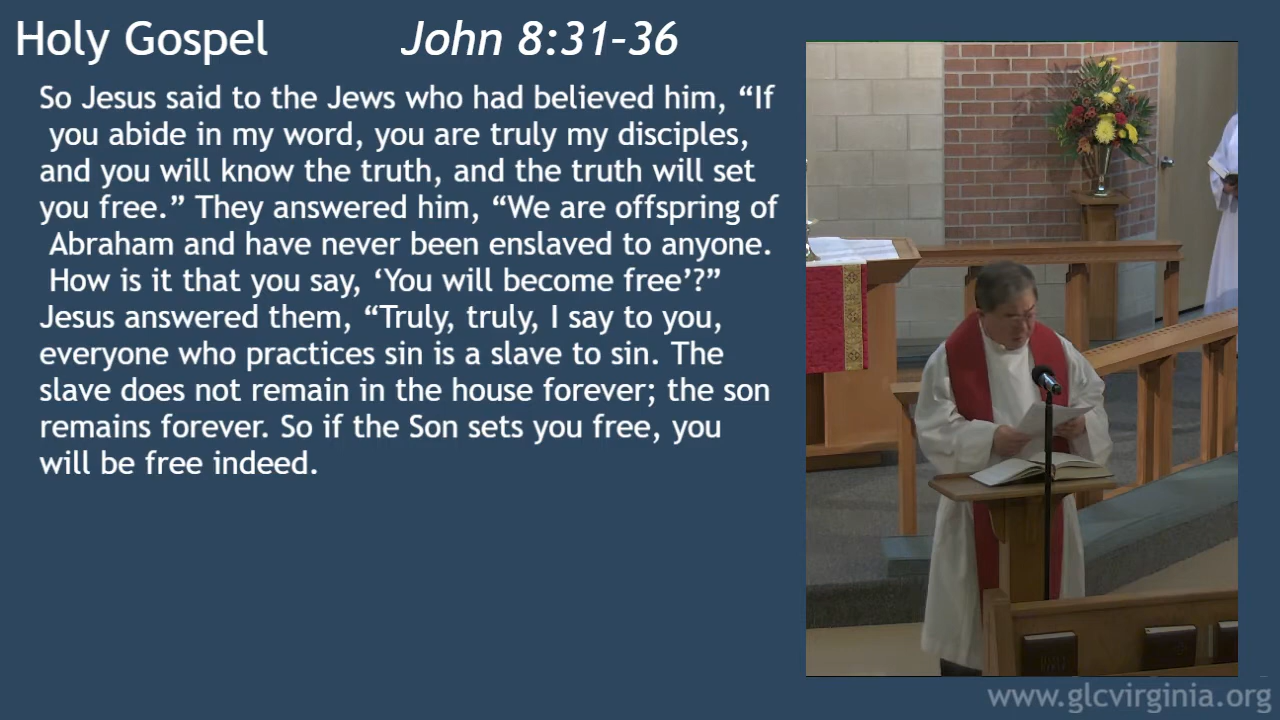 Holy Gospel John 8:31-36
So Jesus said to the Jews who had believed him, “If
you abide in my word, you are truly my disciples,
and you will know the truth, and the truth will set
you free.” They answered him, “We are offspring of
Abraham and have never been enslaved to anyone.
How is it that you say, ‘You will become free’?”
Jesus answered them, “Truly, truly, I say to you,
everyone who practices sin is a slave to sin. The
slave does not remain in the house forever; the son
remains forever. So if the Son sets you free, you
will be free indeed.
www.glcvirginia.org